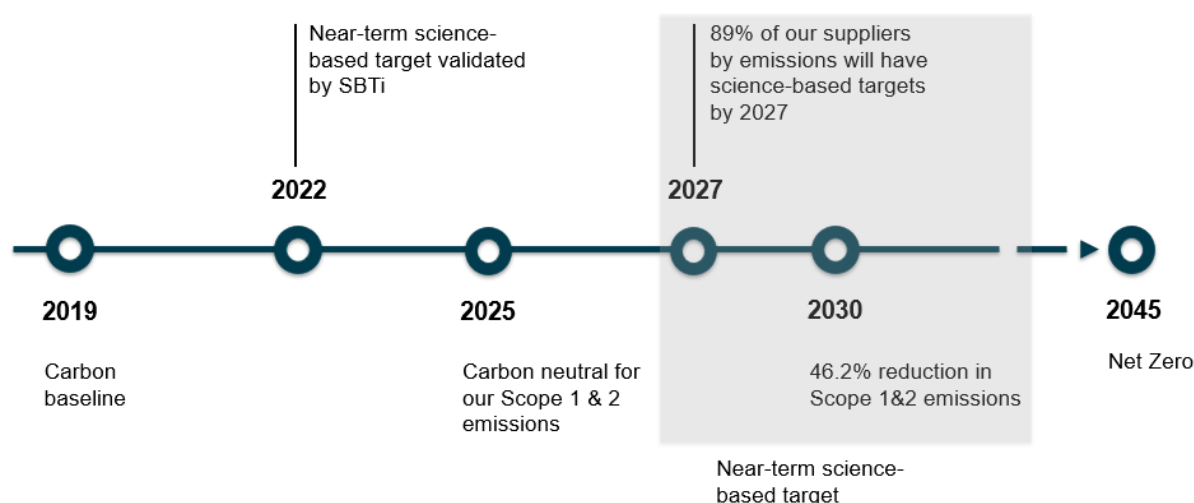 Near-term science-
based target validated
by SBTi
89% of our suppliers
by emissions will have
science-based targets
by 2027
2022
2027
2019
2025
2030
2045
Carbon
baseline
Carbon neutral for
our Scope 1 & 2
emissions
46.2% reduction in
Scope 1&2 emissions
Net Zero
Near-term science-
based target